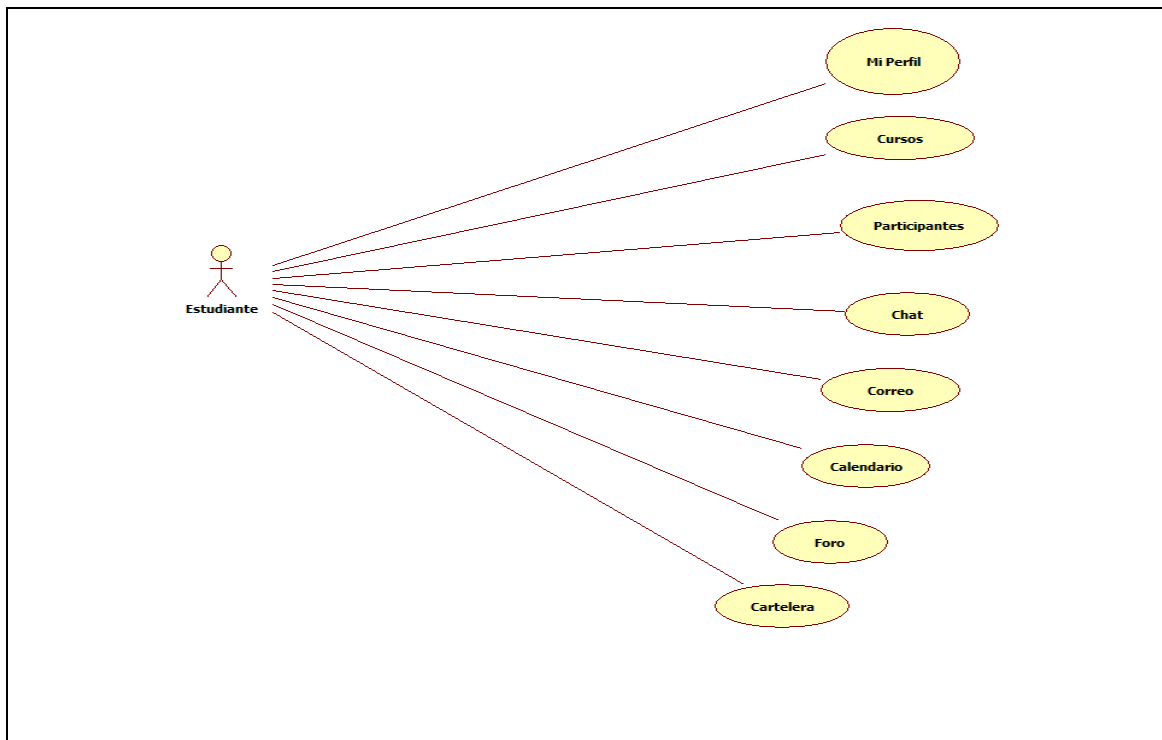 Mi Perfil
Cursos
Participantes
Estudiante
Chat
Correo
Calendario
Foro
Cartelera